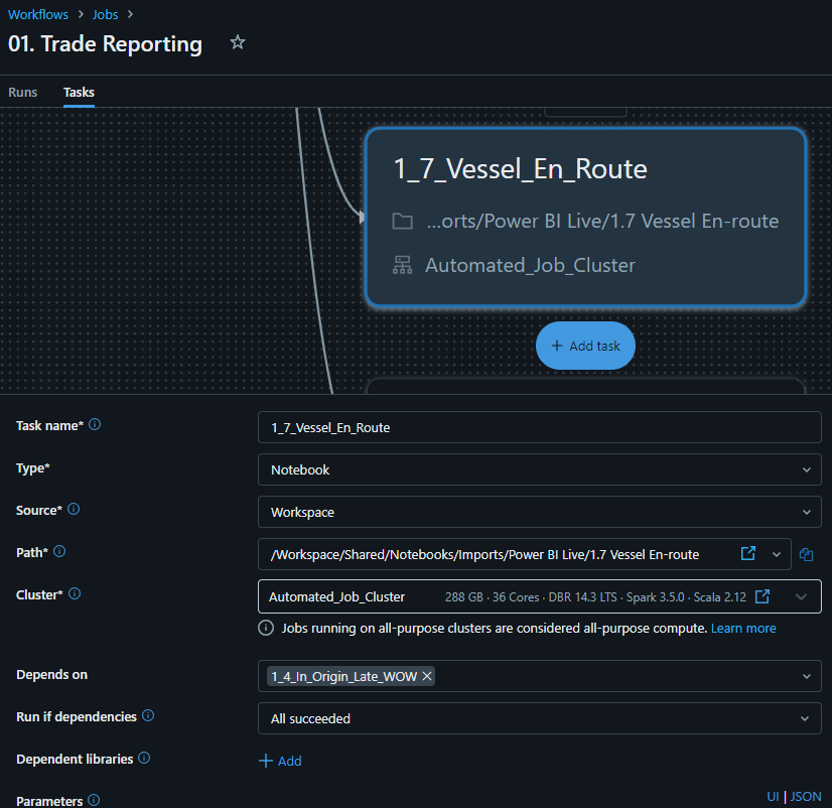 Workflows > Jobs >
01. Trade Reporting
Runs Tasks
1_7_Vessel_En_Route
...orts/Power BI Live/1.7 Vessel En-route
Automated_Job_Cluster
+ Add task
Task name* 1_7_Vessel_En_Route
Type* Notebook
Source* Workspace
Path* /Workspace/Shared/Notebooks/Imports/Power BI Live/1.7 Vessel En-route
Cluster* Automated_Job_Cluster 288 GB · 36 Cores · DBR 14.3 LTS · Spark 3.5.0 · Scala 2.12
Jobs running on all-purpose clusters are considered all-purpose compute. Learn more
Depends on 1_4_In_Origin_Late_WOW ×
Run if dependencies All succeeded
Dependent libraries + Add
Parameters UI | JSON